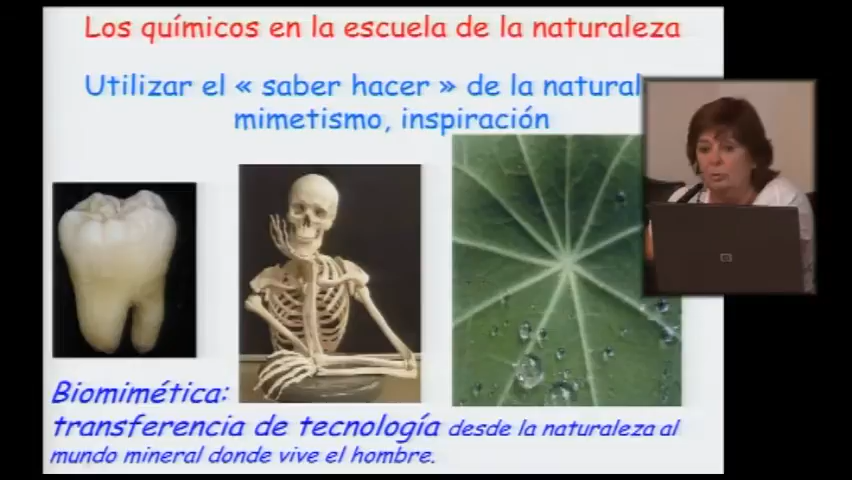 Los químicos en la escuela de la naturaleza
Utilizar el « saber hacer » de la natural
mimetismo, inspiración
Biomimética:
transferencia de tecnología desde la naturaleza al
mundo mineral donde vive el hombre.